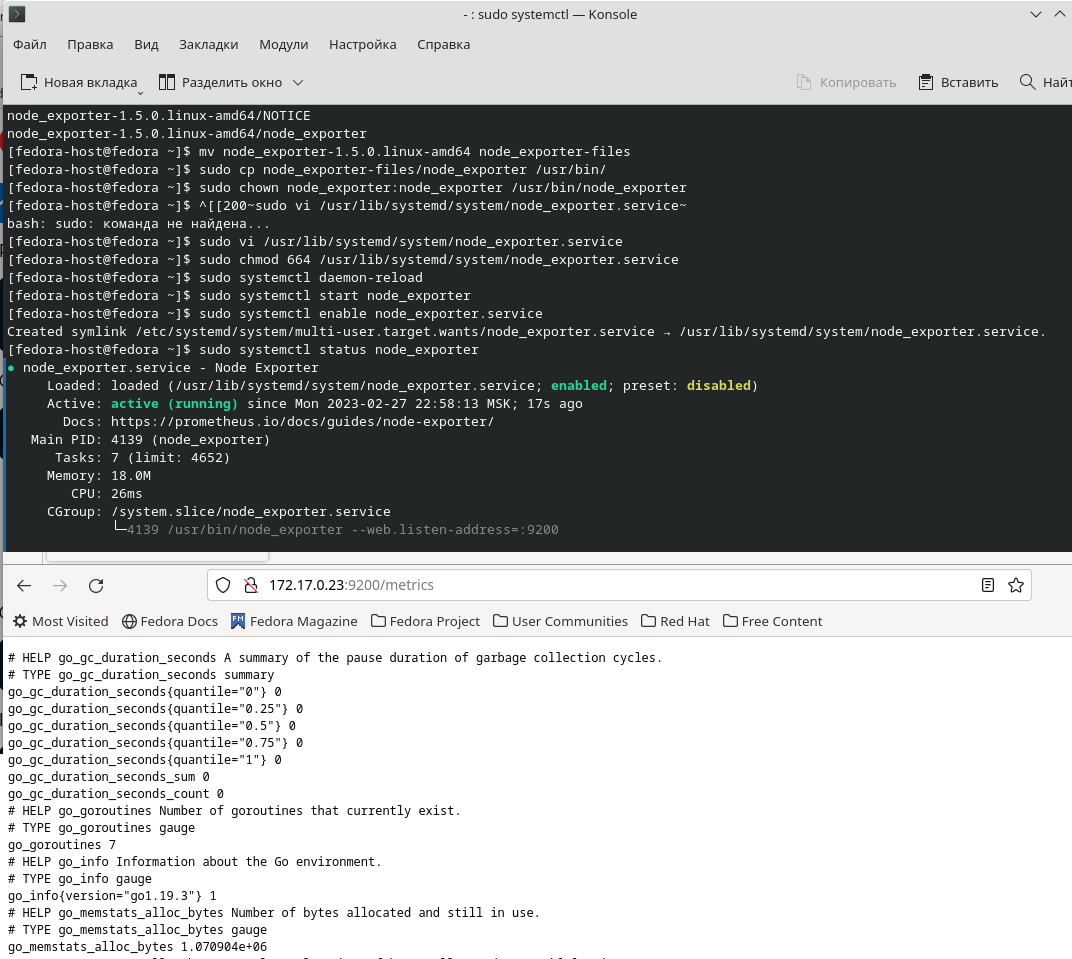 - : sudo systemctl — Konsole
Файл Правка Вид Закладки Модули Настройка Справка
Новая вкладка Разделить окно Копировать Вставить Найт
node_exporter-1.5.0.linux-amd64/NOTICE
node_exporter-1.5.0.linux-amd64/node_exporter
[fedora-host@fedora ~]$ mv node_exporter-1.5.0.linux-amd64 node_exporter-files
[fedora-host@fedora ~]$ sudo cp node_exporter-files/node_exporter /usr/bin/
[fedora-host@fedora ~]$ sudo chown node_exporter:node_exporter /usr/bin/node_exporter
[fedora-host@fedora ~]$ ^[[200~sudo vi /usr/lib/systemd/system/node_exporter.service~
bash: sudo: команда не найдена...
[fedora-host@fedora ~]$ sudo vi /usr/lib/systemd/system/node_exporter.service
[fedora-host@fedora ~]$ sudo chmod 664 /usr/lib/systemd/system/node_exporter.service
[fedora-host@fedora ~]$ sudo systemctl daemon-reload
[fedora-host@fedora ~]$ sudo systemctl start node_exporter
[fedora-host@fedora ~]$ sudo systemctl enable node_exporter.service
Created symlink /etc/systemd/system/multi-user.target.wants/node_exporter.service → /usr/lib/systemd/system/node_exporter.service.
[fedora-host@fedora ~]$ sudo systemctl status node_exporter
● node_exporter.service - Node Exporter
Loaded: loaded (/usr/lib/systemd/system/node_exporter.service; enabled; preset: disabled)
Active: active (running) since Mon 2023-02-27 22:58:13 MSK; 17s ago
Docs: https://prometheus.io/docs/guides/node-exporter/
Main PID: 4139 (node_exporter)
Tasks: 7 (limit: 4652)
Memory: 18.0M
CPU: 26ms
CGroup: /system.slice/node_exporter.service
└─4139 /usr/bin/node_exporter --web.listen-address=:9200
172.17.0.23:9200/metrics
Most Visited Fedora Docs FM Fedora Magazine Fedora Project User Communities Red Hat Free Content
# HELP go_gc_duration_seconds A summary of the pause duration of garbage collection cycles.
# TYPE go_gc_duration_seconds summary
go_gc_duration_seconds{quantile="0"} 0
go_gc_duration_seconds{quantile="0.25"} 0
go_gc_duration_seconds{quantile="0.5"} 0
go_gc_duration_seconds{quantile="0.75"} 0
go_gc_duration_seconds{quantile="1"} 0
go_gc_duration_seconds_sum 0
go_gc_duration_seconds_count 0
# HELP go_goroutines Number of goroutines that currently exist.
# TYPE go_goroutines gauge
go_goroutines 7
# HELP go_info Information about the Go environment.
# TYPE go_info gauge
go_info{version="go1.19.3"} 1
# HELP go_memstats_alloc_bytes Number of bytes allocated and still in use.
# TYPE go_memstats_alloc_bytes gauge
go_memstats_alloc_bytes 1.070904e+06